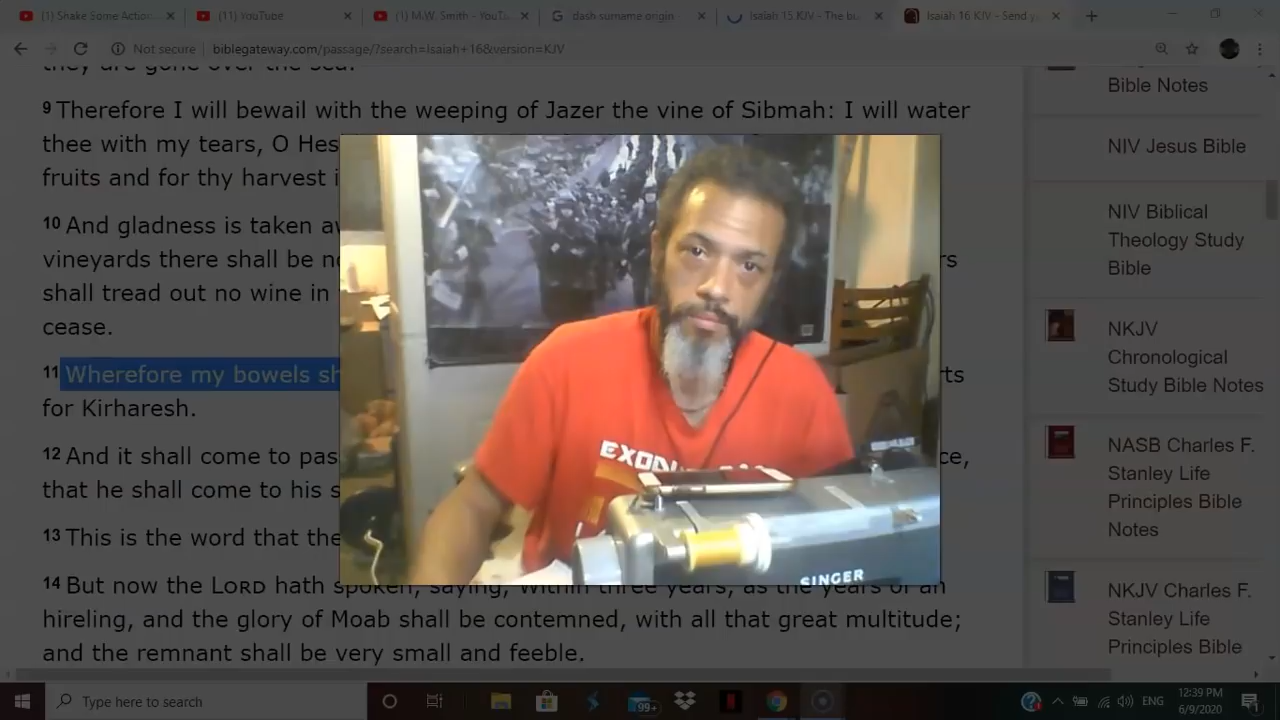 (1) Shake Some Action
(11) YouTube
(1) M.W. Smith - YouT
dash surname origin
Isaiah 15 KJV - The bu
Isaiah 16 KJV - Send y
Not secure
biblegateway.com/passage/?search=Isaiah+16&version=KJV
they are gone over the sea.
9 Therefore I will bewail with the weeping of Jazer the vine of Sibmah: I will water
thee with my tears, O Hes
fruits and for thy harvest i
10 And gladness is taken a
vineyards there shall be n
shall tread out no wine in
cease.
11 Wherefore my bowels sh
for Kirharesh.
12 And it shall come to pas
that he shall come to his s
13 This is the word that the
14 But now the LORD hath spoken, saying, Within three years, as the years of an
hireling, and the glory of Moab shall be contemned, with all that great multitude;
and the remnant shall be very small and feeble.
Bible Notes
NIV Jesus Bible
NIV Biblical
Theology Study
Bible
NKJV
Chronological
Study Bible Notes
NASB Charles F.
Stanley Life
Principles Bible
Notes
NKJV Charles F.
Stanley Life
Principles Bible
SINGER
Type here to search
99+
ENG
12:39 PM
6/9/2020